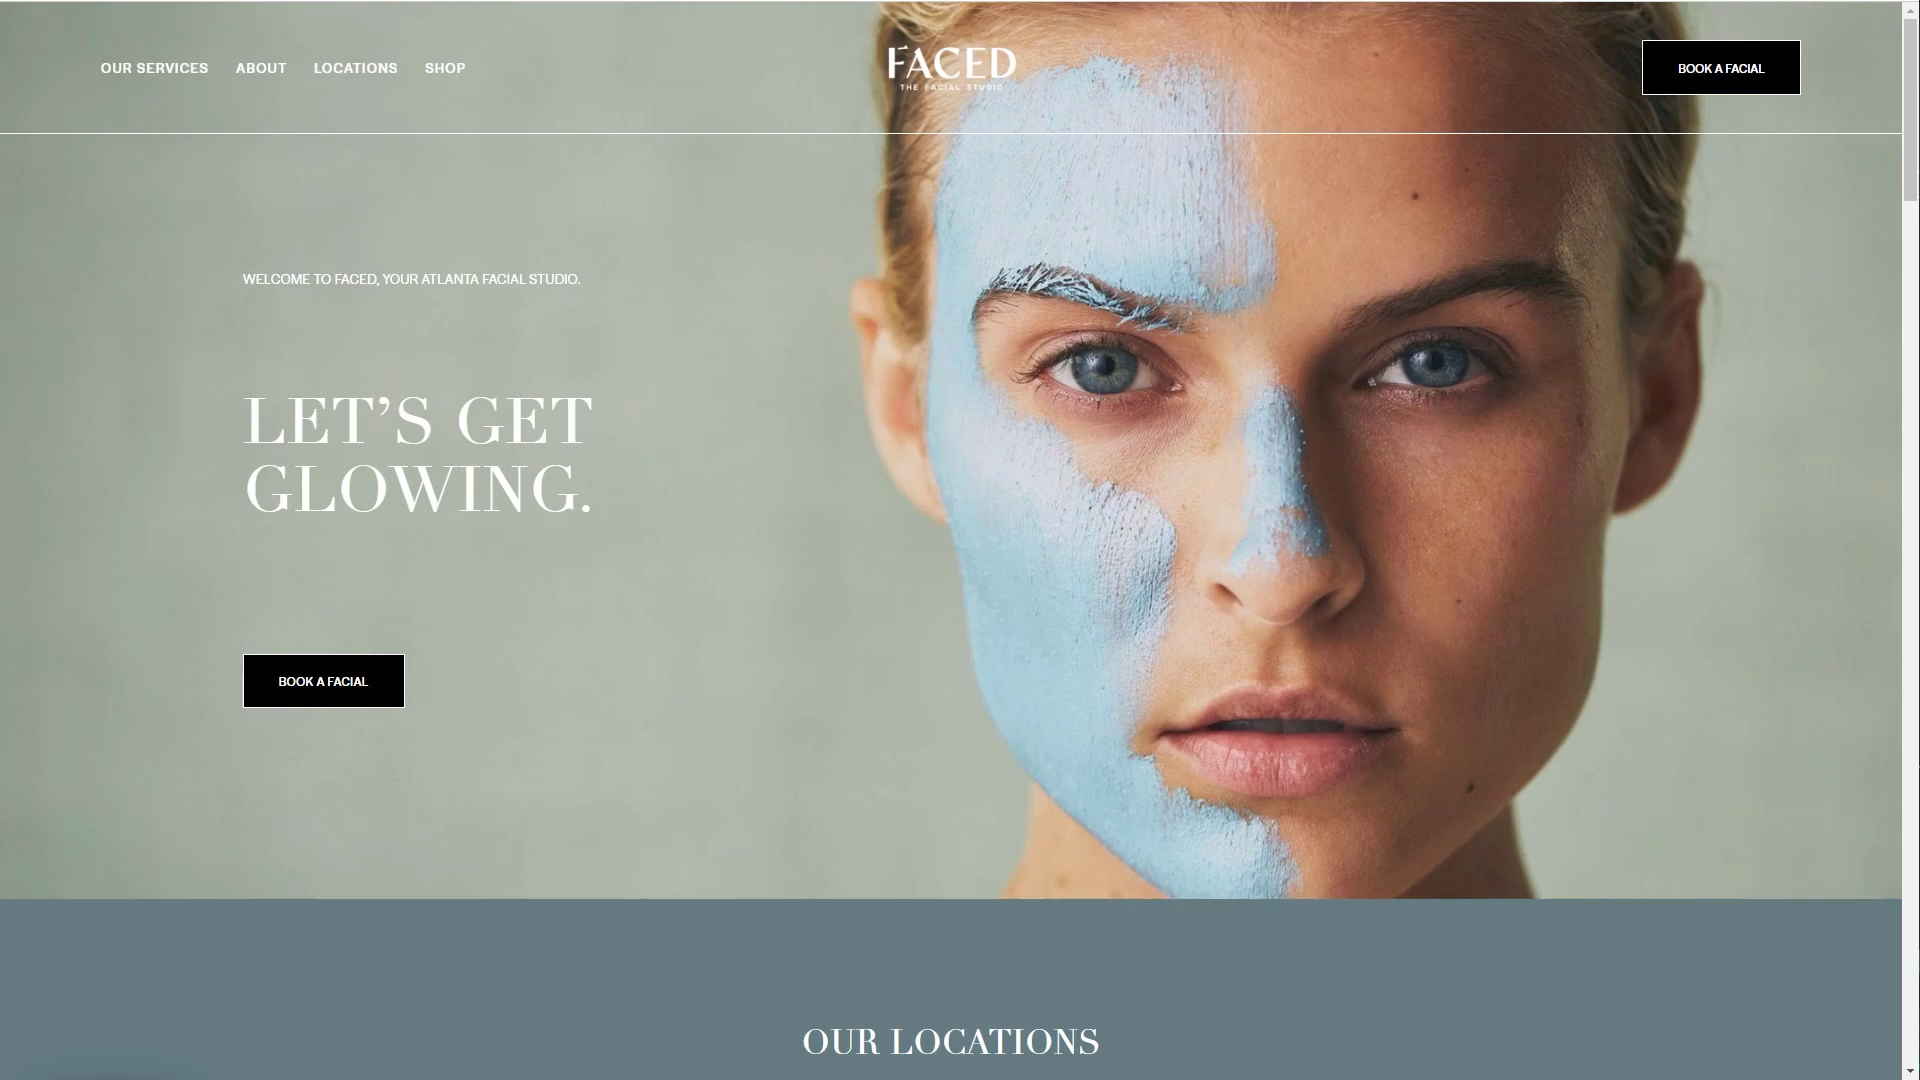 OUR SERVICES
ABOUT
LOCATIONS
SHOP
FACED
THE FACIAL STUDIO
BOOK A FACIAL
WELCOME TO FACED, YOUR ATLANTA FACIAL STUDIO.
LET’S GET
GLOWING.
BOOK A FACIAL
OUR LOCATIONS